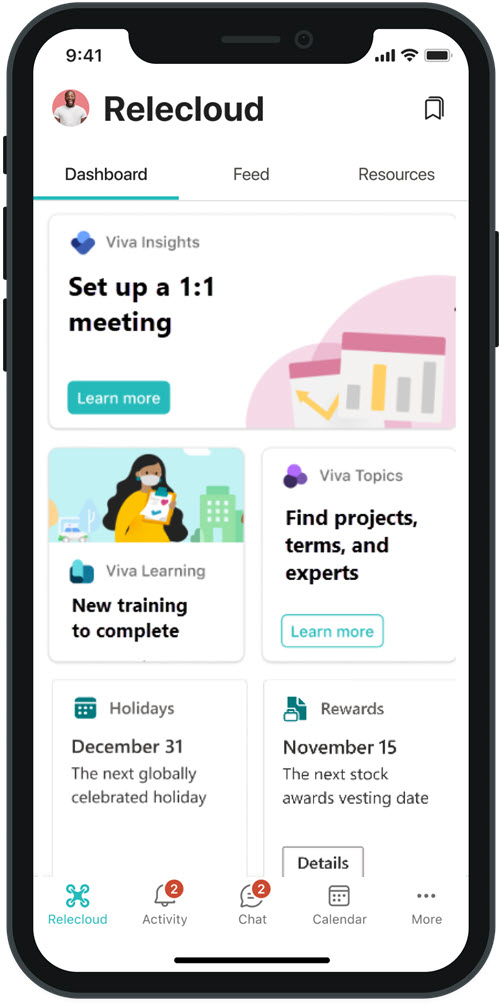 9:41
Relecloud
Dashboard Feed Resources
Viva Insights
Set up a 1:1
meeting
Learn more
Viva Learning
New training
to complete
Viva Topics
Find projects,
terms, and
experts
Learn more
Holidays
December 31
The next globally
celebrated holiday
Rewards
November 15
The next stock
awards vesting date
Details
2 2
Relecloud Activity Chat Calendar More